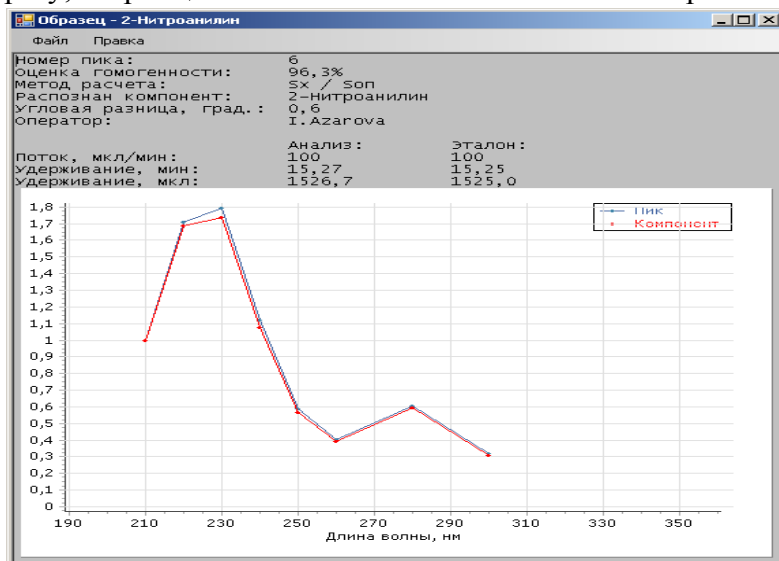 Образец - 2-Нитроанилин
Файл Правка
Номер пика: 6
Оценка гомогенности: 96,3%
Метод расчета: Sx / Sоп
Распознан компонент: 2-Нитроанилин
Угловая разница, град.: 0,6
Оператор: I.Azarova
Анализ: Эталон:
Поток, мкл/мин: 100 100
Удерживание, мин: 15,27 15,25
Удерживание, мкл: 1526,7 1525,0
Пик
Компонент
1,8
1,7
1,6
1,5
1,4
1,3
1,2
1,1
1
0,9
0,8
0,7
0,6
0,5
0,4
0,3
0,2
0,1
0
190 210 230 250 270 290 310 330 350
Длина волны, нм